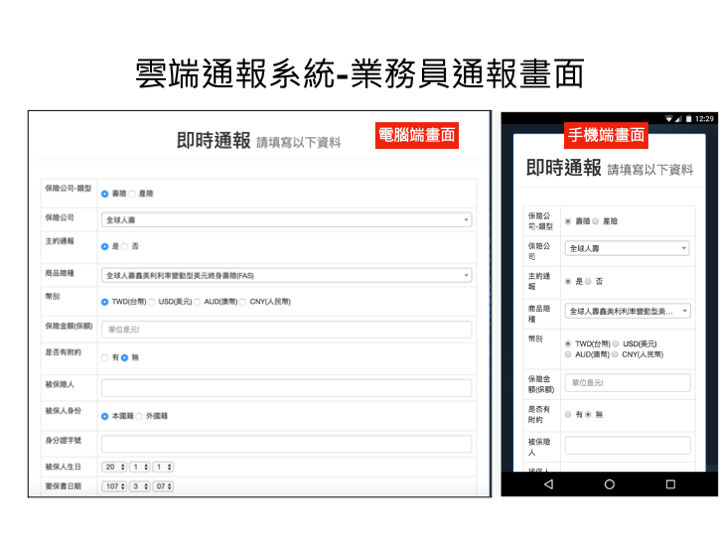 雲端通報系統-業務員通報畫面
即時通報 請填寫以下資料
電腦端畫面
保險公司-類型 壽險 產險
保險公司 全球人壽
主約通報 是 否
商品險種 全球人壽鑫美利利率變動型美元終身壽險(FAS)
幣別 TWD(台幣) USD(美元) AUD(澳幣) CNY(人民幣)
保險金額(保額) 單位是元!
是否有附約 有 無
被保險人
被保人身份 本國籍 外國籍
身分證字號
被保人生日 20 1 1
要保書日期 107 3 07
12:29
手機端畫面
即時通報 請填寫以下資料
保險公
司-類型
壽險 產險
保險公
司
全球人壽
主約通
報
是 否
商品險
種
全球人壽鑫美利利率變動型美...
幣別
TWD(台幣) USD(美元)
AUD(澳幣) CNY(人民幣)
保險金
額(保額)
單位是元!
是否有
附約
有 無
被保險
人